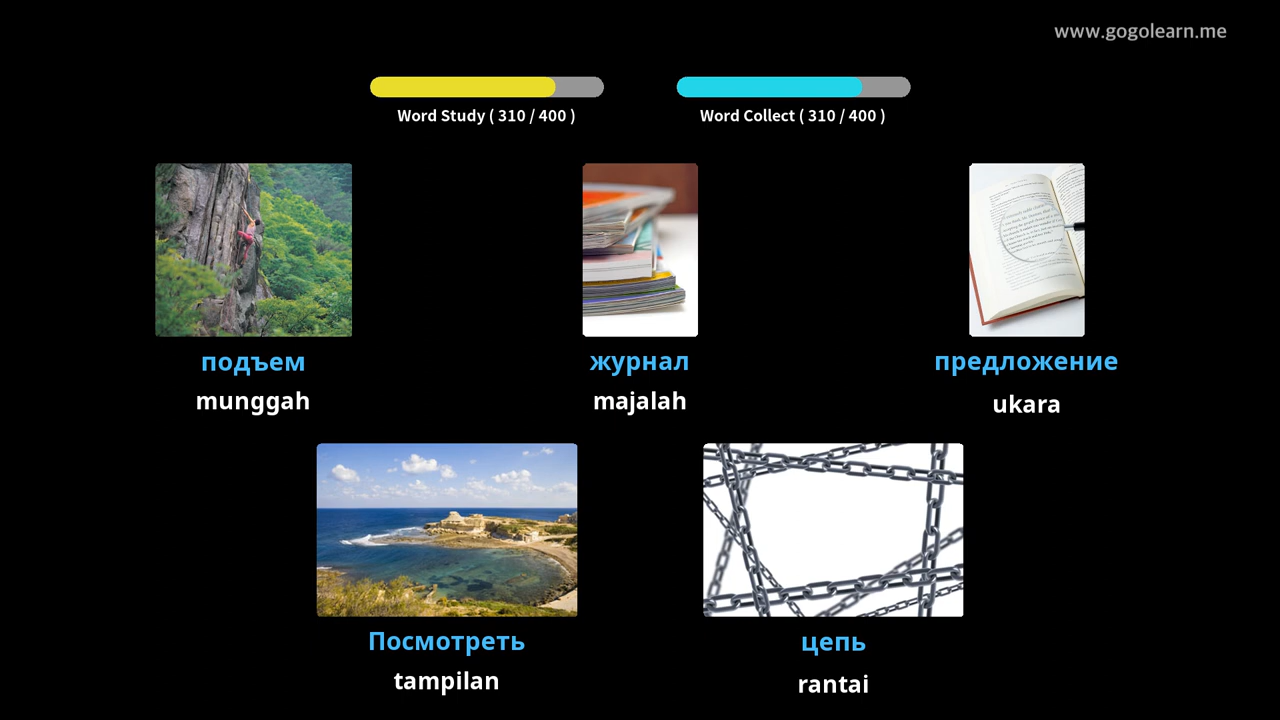 www.gogolearn.me
Word Study ( 310 / 400 )
Word Collect ( 310 / 400 )
подъем
munggah
журнал
majalah
предложение
ukara
Посмотреть
tampilan
цепь
rantai